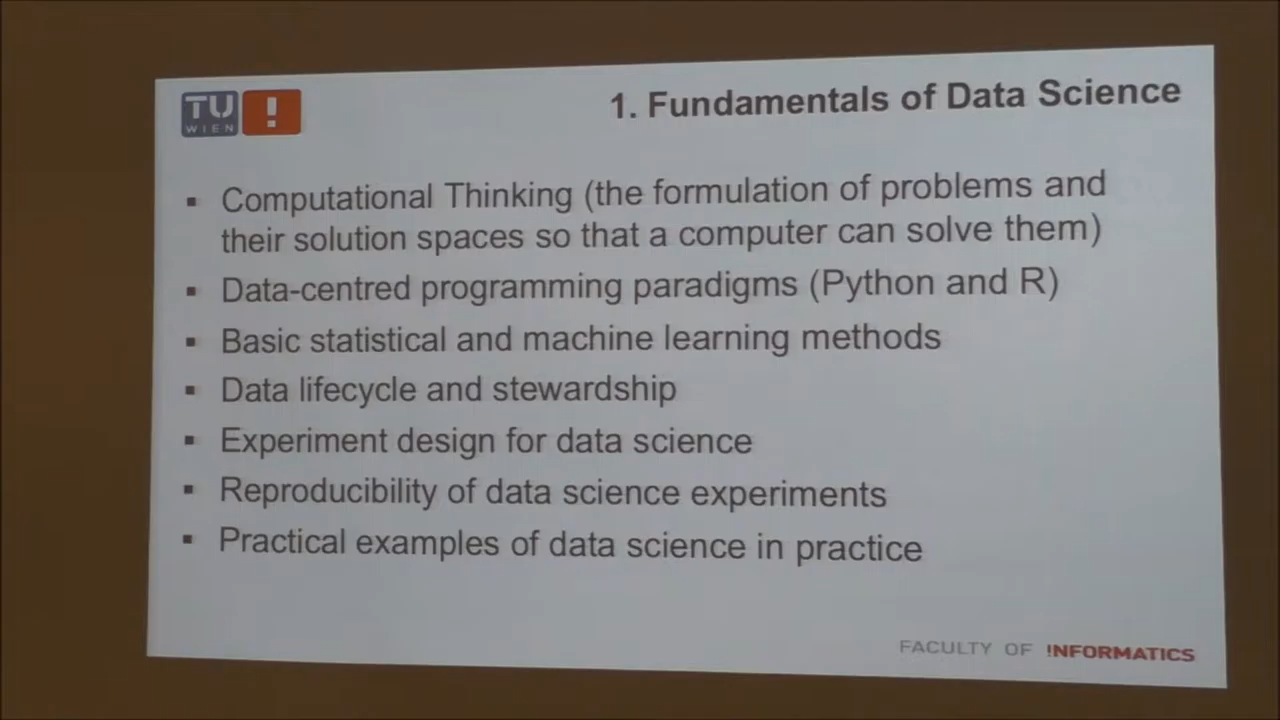 TU
WIEN
!
1. Fundamentals of Data Science
▪ Computational Thinking (the formulation of problems and
their solution spaces so that a computer can solve them)
▪ Data-centred programming paradigms (Python and R)
▪ Basic statistical and machine learning methods
▪ Data lifecycle and stewardship
▪ Experiment design for data science
▪ Reproducibility of data science experiments
▪ Practical examples of data science in practice
FACULTY OF !NFORMATICS